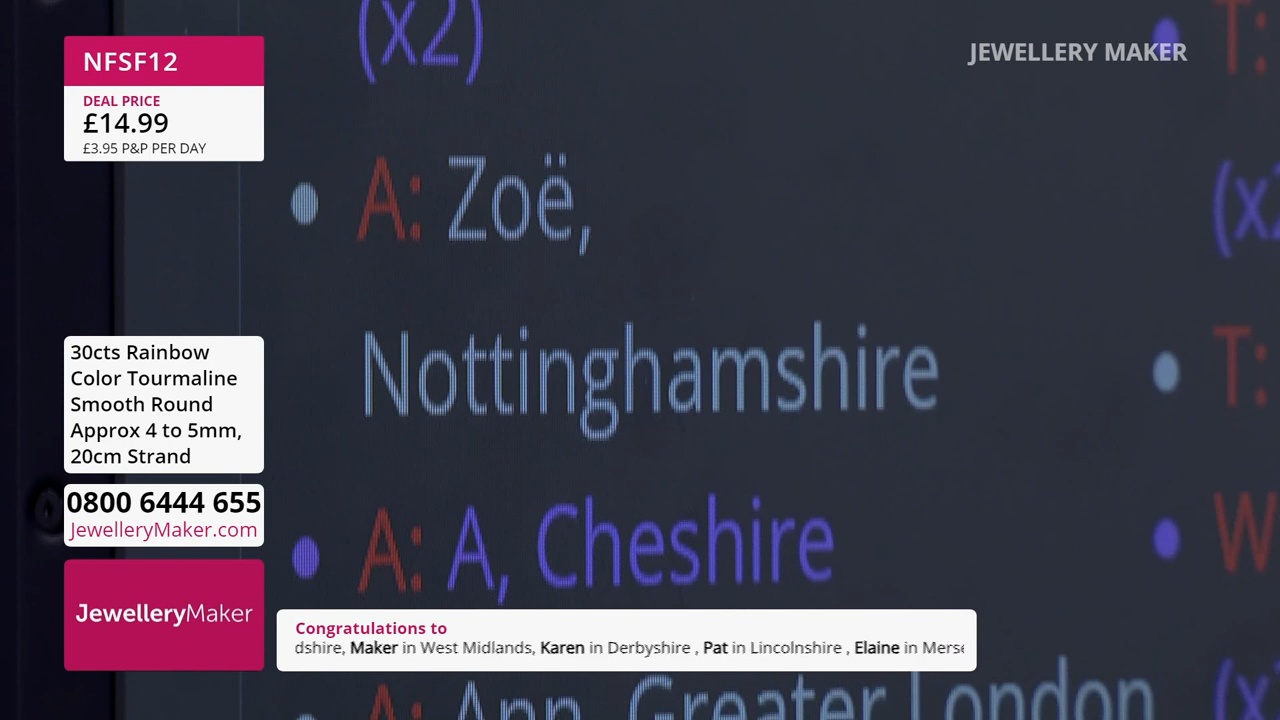 NFSF12
DEAL PRICE
£14.99
£3.95 P&P PER DAY
JEWELLERY MAKER
(x2)
A: Zoë,
Nottinghamshire
A: A, Cheshire
A: Ann, Greater London
T:
T:
W
30cts Rainbow
Color Tourmaline
Smooth Round
Approx 4 to 5mm,
20cm Strand
0800 6444 655
JewelleryMaker.com
JewelleryMaker
Congratulations to
dshire, Maker in West Midlands, Karen in Derbyshire , Pat in Lincolnshire , Elaine in Merse